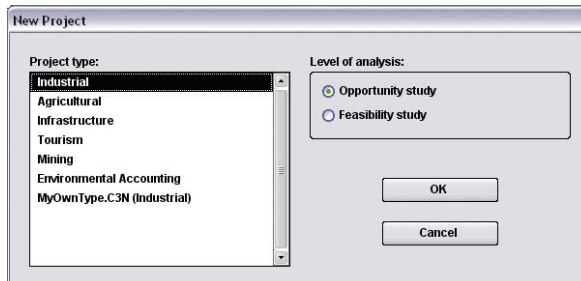 New Project
Project type:
Industrial
Agricultural
Infrastructure
Tourism
Mining
Environmental Accounting
MyOwnType.C3N (Industrial)
Level of analysis:
Opportunity study
Feasibility study
OK
Cancel